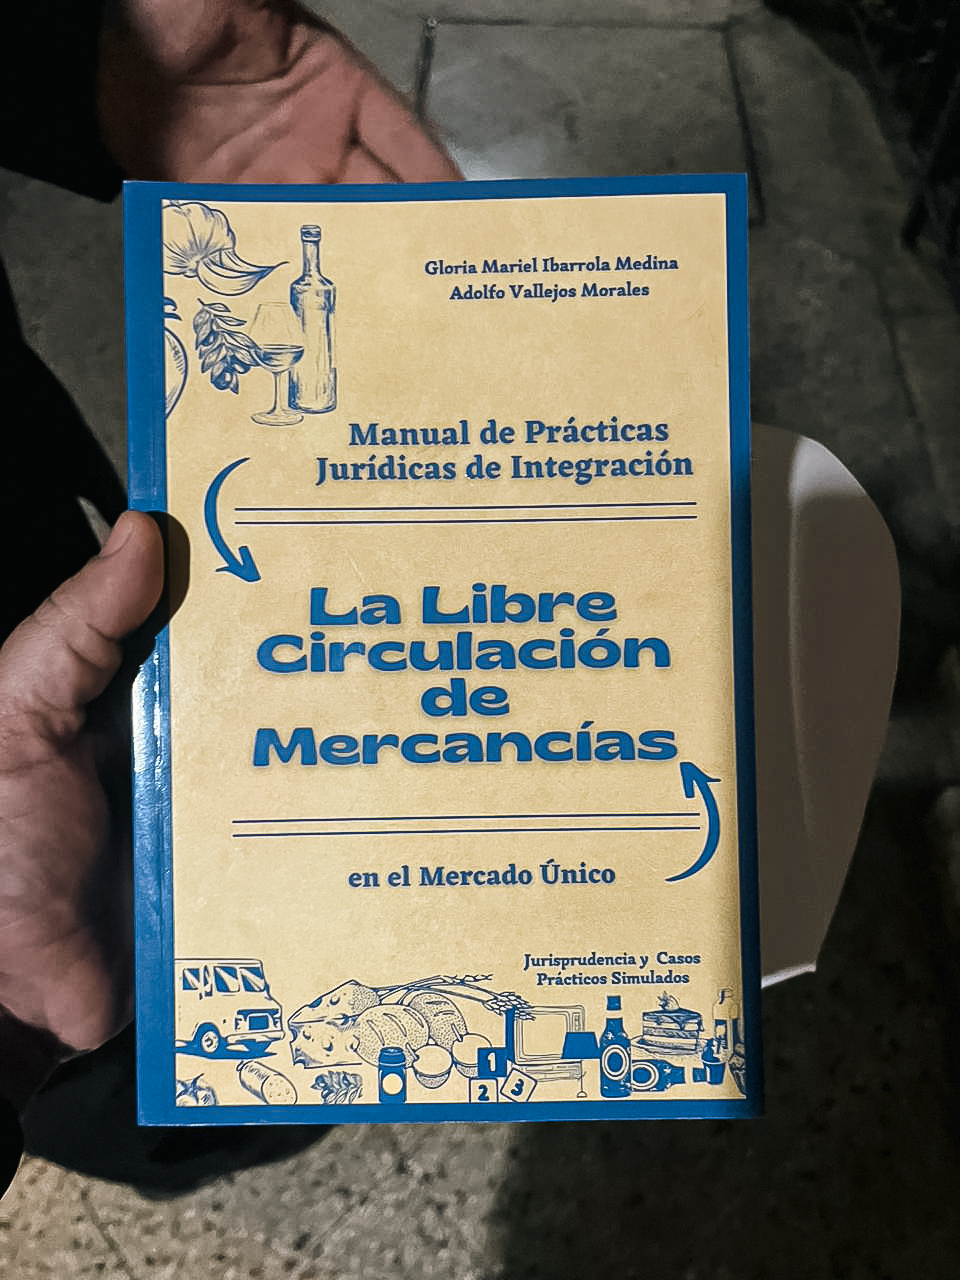 Gloria Mariel Ibarrola Medina
Adolfo Vallejos Morales
Manual de Prácticas
Jurídicas de Integración
La Libre
Circulación
de
Mercancías
en el Mercado Único
Jurisprudencia y Casos
Prácticos Simulados
1
2
3